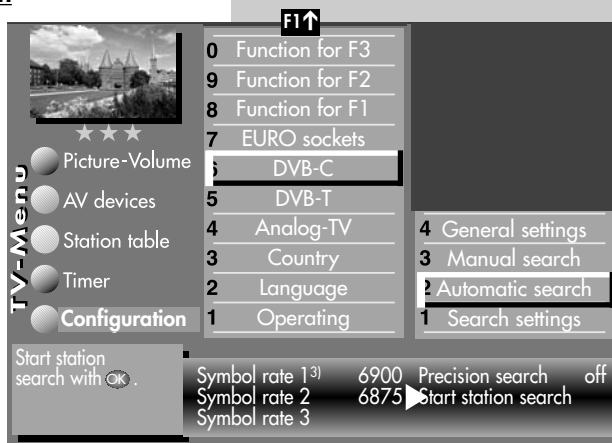 F1↑
0 Function for F3
9 Function for F2
8 Function for F1
7 EURO sockets
DVB-C
5 DVB-T
4 Analog-TV
3 Country
2 Language
1 Operating
TV-Menu
Picture-Volume
AV devices
Station table
Timer
Configuration
4 General settings
3 Manual search
2 Automatic search
1 Search settings
Start station
search with OK .
Symbol rate 1³⁾ 6900 Precision search off
Symbol rate 2 6875 Start station search
Symbol rate 3